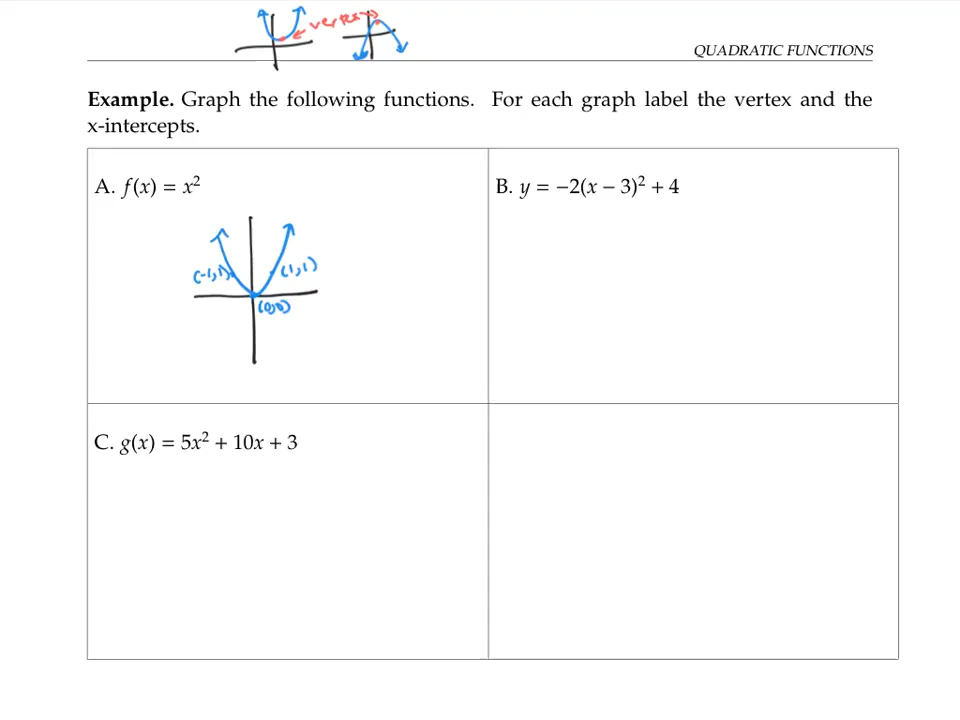 vertex
QUADRATIC FUNCTIONS
Example. Graph the following functions. For each graph label the vertex and the
x-intercepts.
A. f(x) = x²
B. y = −2(x − 3)² + 4
(-1,1)
(1,1)
(0,0)
C. g(x) = 5x² + 10x + 3